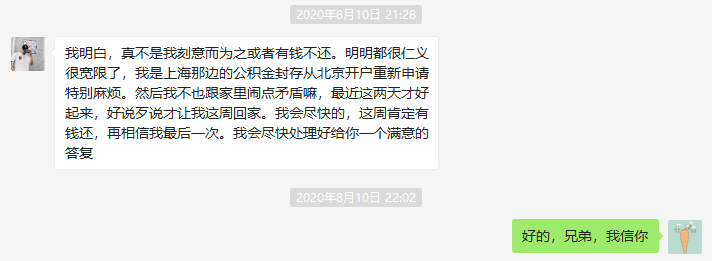 2020年8月10日 21:28
我明白，真不是我刻意而为之或者有钱不还。明明都很仁义
很宽限了，我是上海那边的公积金封存从北京开户重新申请
特别麻烦。然后我不也跟家里闹点矛盾嘛，最近这两天才好
起来，好说歹说才让我这周回家。我会尽快的，这周肯定有
钱还，再相信我最后一次。我会尽快处理好给你一个满意的
答复
2020年8月10日 22:02
好的，兄弟，我信你